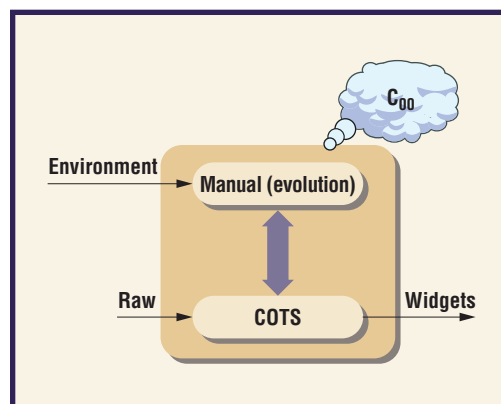 C₀₀
Environment
Manual (evolution)
Raw
COTS
Widgets